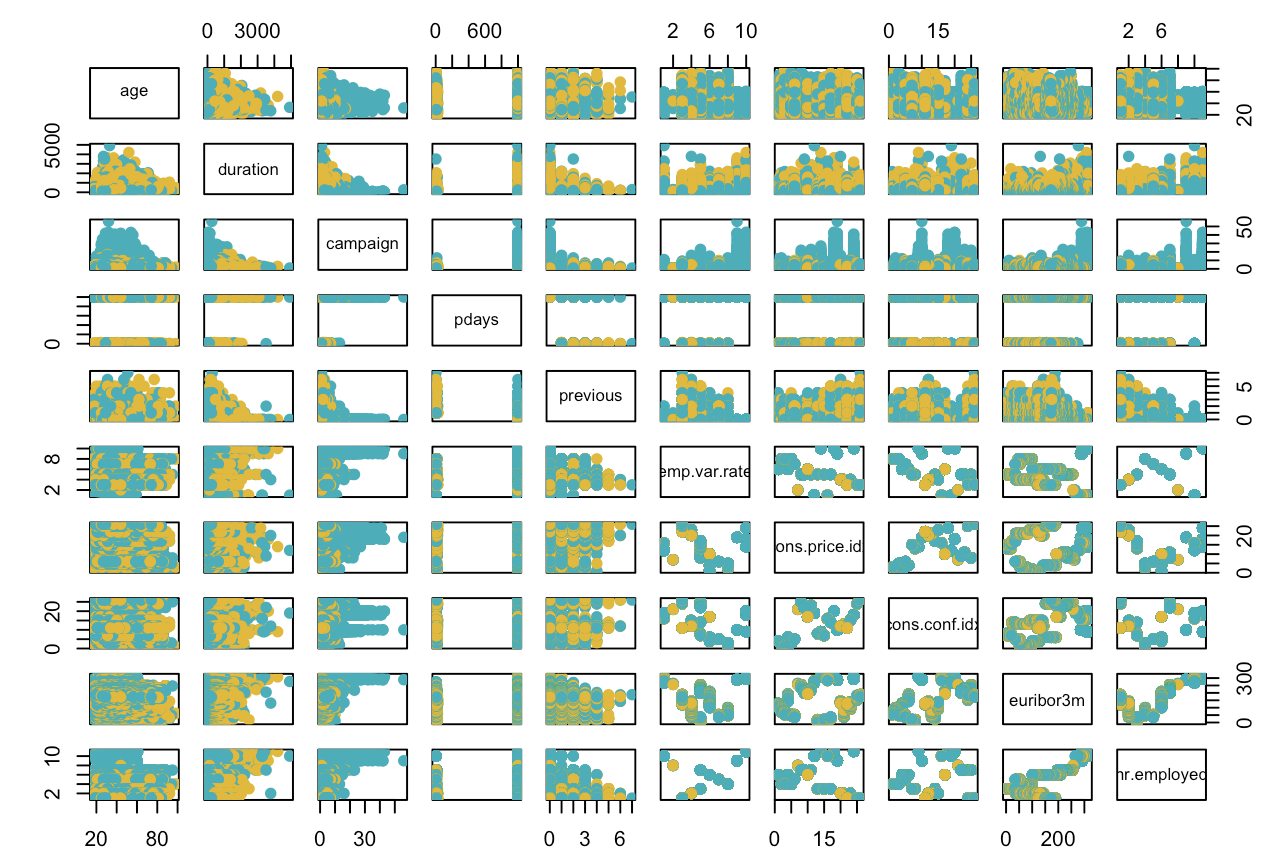 0 3000 0 600 2 6 10 0 15 2 6
age
20
0 5000
duration
campaign
0 50
0
pdays
previous
0 5
2 8
emp.var.rate
ons.price.id
0 20
0 20
cons.conf.idx
euribor3m
0 300
2 10
nr.employed
20 80 0 30 0 3 6 0 15 0 200